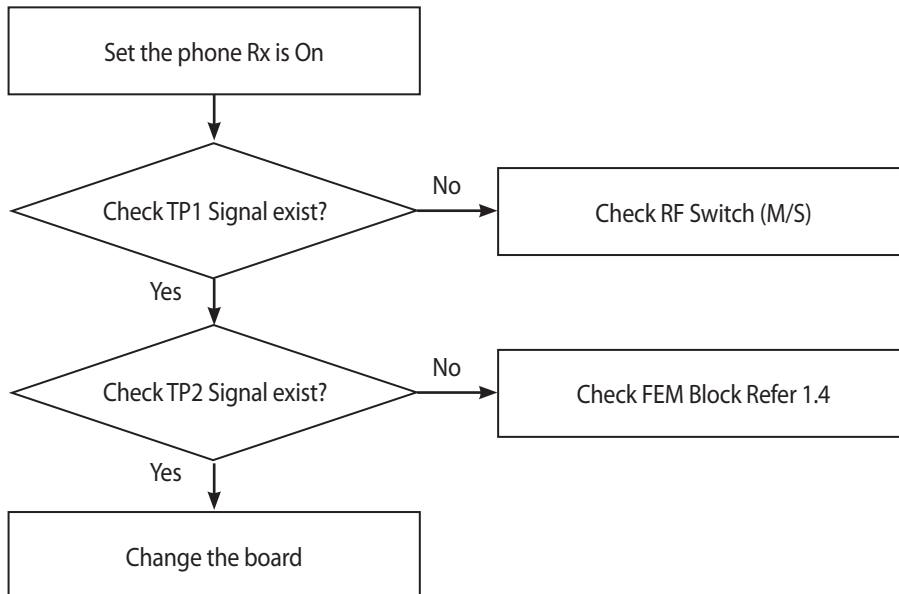 Set the phone Rx is On
Check TP1 Signal exist?
No
Check RF Switch (M/S)
Yes
Check TP2 Signal exist?
No
Check FEM Block Refer 1.4
Yes
Change the board